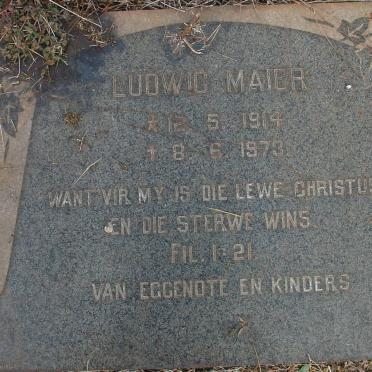 LUDWIG MAIER
* 12. 5. 1914
† 8. 6. 1973
WANT VIR MY IS DIE LEWE CHRISTUS
EN DIE STERWE WINS.
FIL. 1:21.
VAN EGGENOTE EN KINDERS